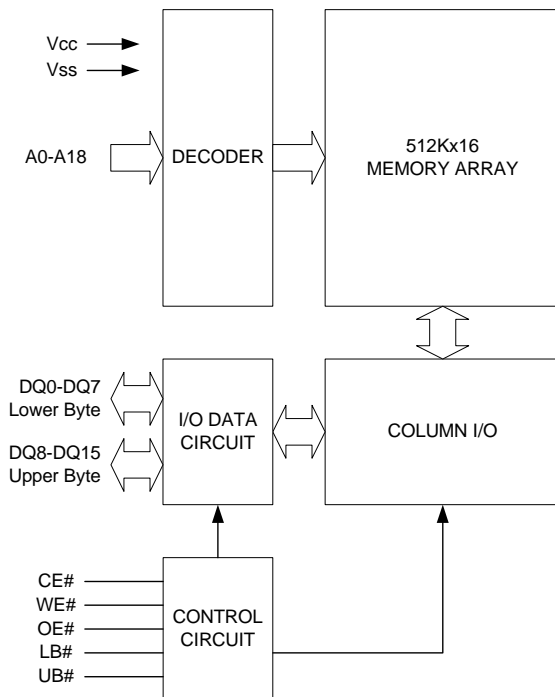 Vcc
Vss
A0-A18
DECODER
512Kx16
MEMORY ARRAY
DQ0-DQ7
Lower Byte
DQ8-DQ15
Upper Byte
I/O DATA
CIRCUIT
COLUMN I/O
CE#
WE#
OE#
LB#
UB#
CONTROL
CIRCUIT